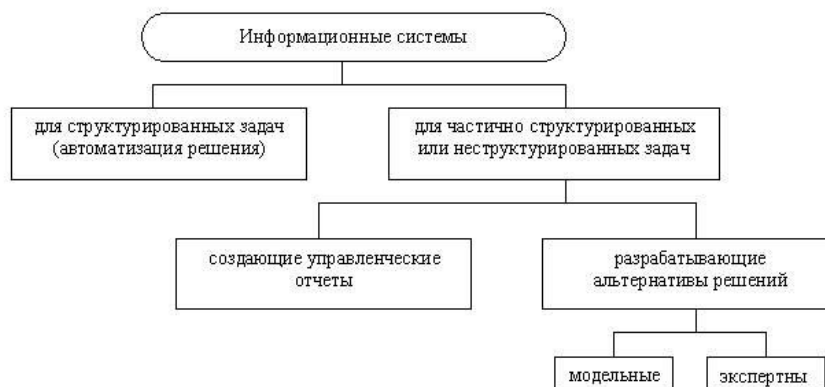 Информационные системы
для структурированных задач
(автоматизация решения)
для частично структурированных
или неструктурированных задач
создающие управленческие
отчеты
разрабатывающие
альтернативы решений
модельные
экспертны